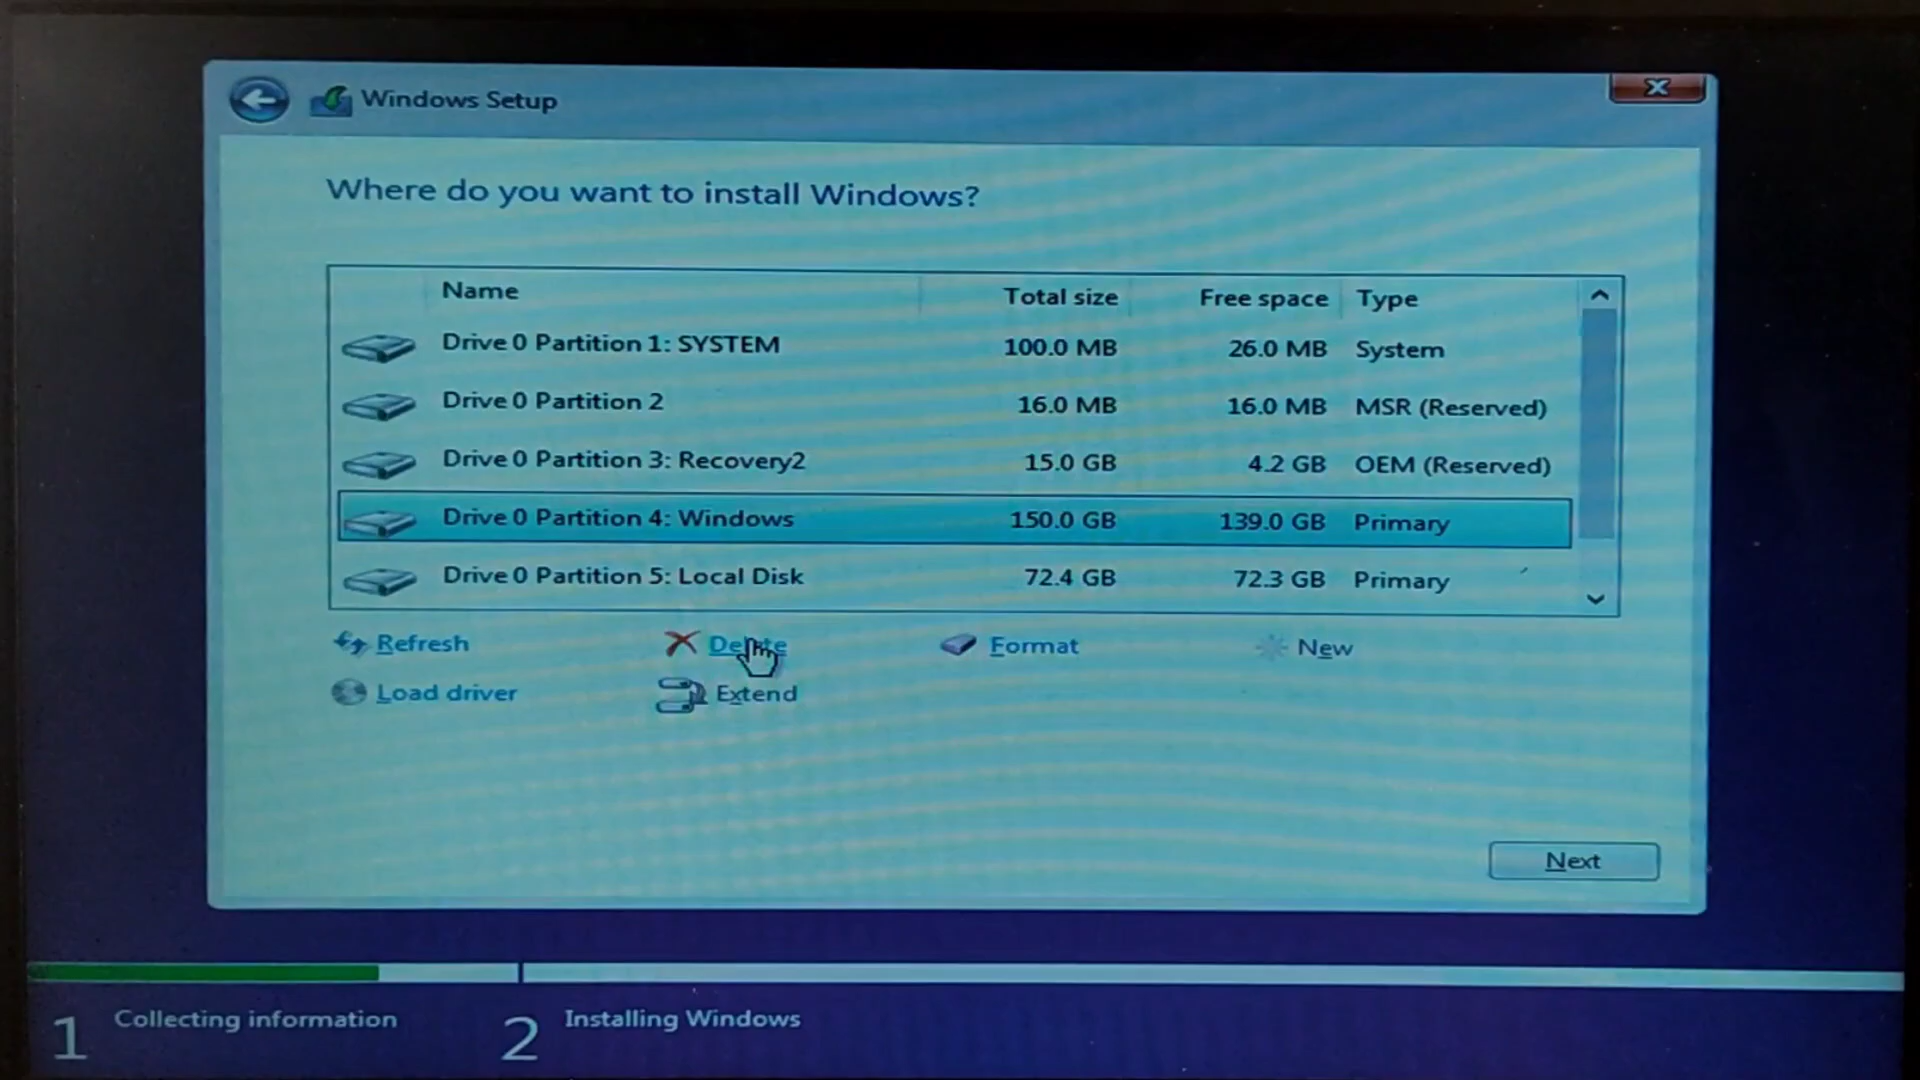 Windows Setup
Where do you want to install Windows?
Name Total size Free space Type
Drive 0 Partition 1: SYSTEM 100.0 MB 26.0 MB System
Drive 0 Partition 2 16.0 MB 16.0 MB MSR (Reserved)
Drive 0 Partition 3: Recovery2 15.0 GB 4.2 GB OEM (Reserved)
Drive 0 Partition 4: Windows 150.0 GB 139.0 GB Primary
Drive 0 Partition 5: Local Disk 72.4 GB 72.3 GB Primary
Refresh Delete Format New
Load driver Extend
Next
1 Collecting information 2 Installing Windows